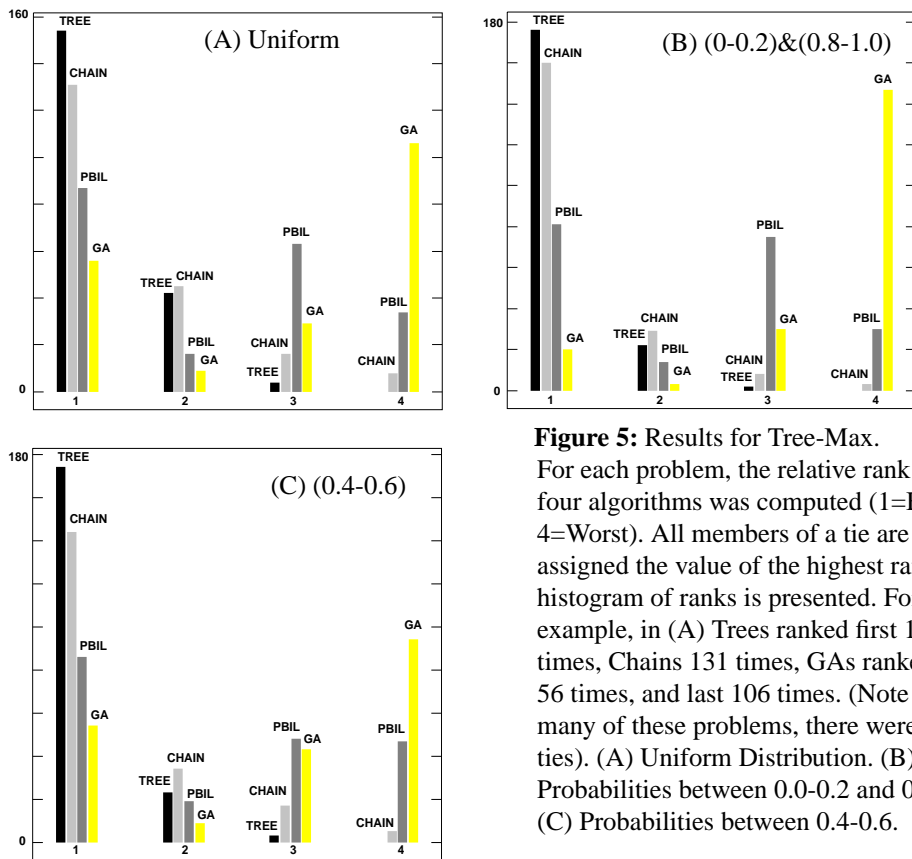 160
TREE
(A) Uniform
CHAIN
PBIL
GA
TREE
CHAIN
PBIL
GA
CHAIN
TREE
PBIL
GA
CHAIN
PBIL
GA
0
1 2 3 4
180
TREE
(B) (0-0.2)&(0.8-1.0)
CHAIN
PBIL
GA
TREE
CHAIN
PBIL
GA
CHAIN
TREE
PBIL
GA
CHAIN
PBIL
GA
0
1 2 3 4
180
TREE
(C) (0.4-0.6)
CHAIN
PBIL
GA
TREE
CHAIN
PBIL
GA
CHAIN
TREE
PBIL
GA
CHAIN
PBIL
GA
0
1 2 3 4
Figure 5: Results for Tree-Max.
For each problem, the relative rank
four algorithms was computed (1=
4=Worst). All members of a tie are
assigned the value of the highest
histogram of ranks is presented.
example, in (A) Trees ranked first
times, Chains 131 times, GAs
56 times, and last 106 times. (Note
many of these problems, there were
ties). (A) Uniform Distribution. (B)
Probabilities between 0.0-0.2 and
(C) Probabilities between 0.4-0.6.